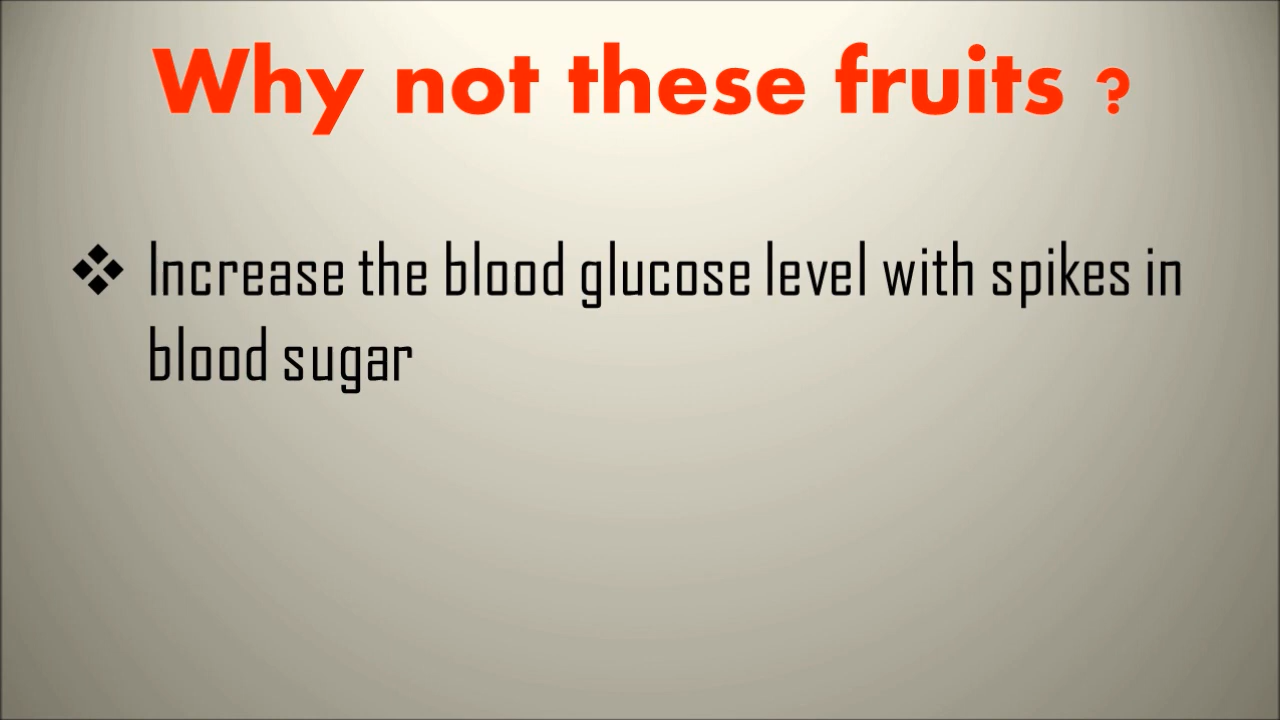 Why not these fruits ?
❖ Increase the blood glucose level with spikes in
blood sugar